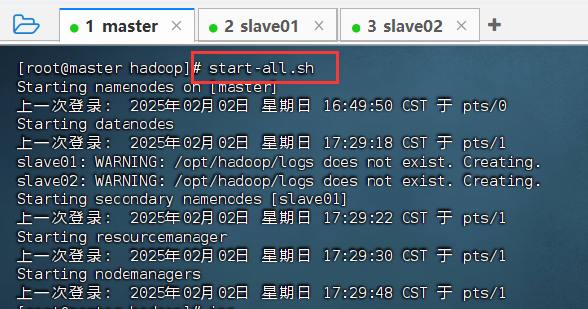 1 master
2 slave01
3 slave02
[root@master hadoop]# start-all.sh
Starting namenodes on [master]
上一次登录: 2025年02月02日 星期日 16:49:50 CST 于 pts/0
Starting datanodes
上一次登录: 2025年02月02日 星期日 17:29:18 CST 于 pts/1
slave01: WARNING: /opt/hadoop/logs does not exist. Creating.
slave02: WARNING: /opt/hadoop/logs does not exist. Creating.
Starting secondary namenodes [slave01]
上一次登录: 2025年02月02日 星期日 17:29:22 CST 于 pts/1
Starting resourcemanager
上一次登录: 2025年02月02日 星期日 17:29:30 CST 于 pts/1
Starting nodemanagers
上一次登录: 2025年02月02日 星期日 17:29:48 CST 于 pts/1